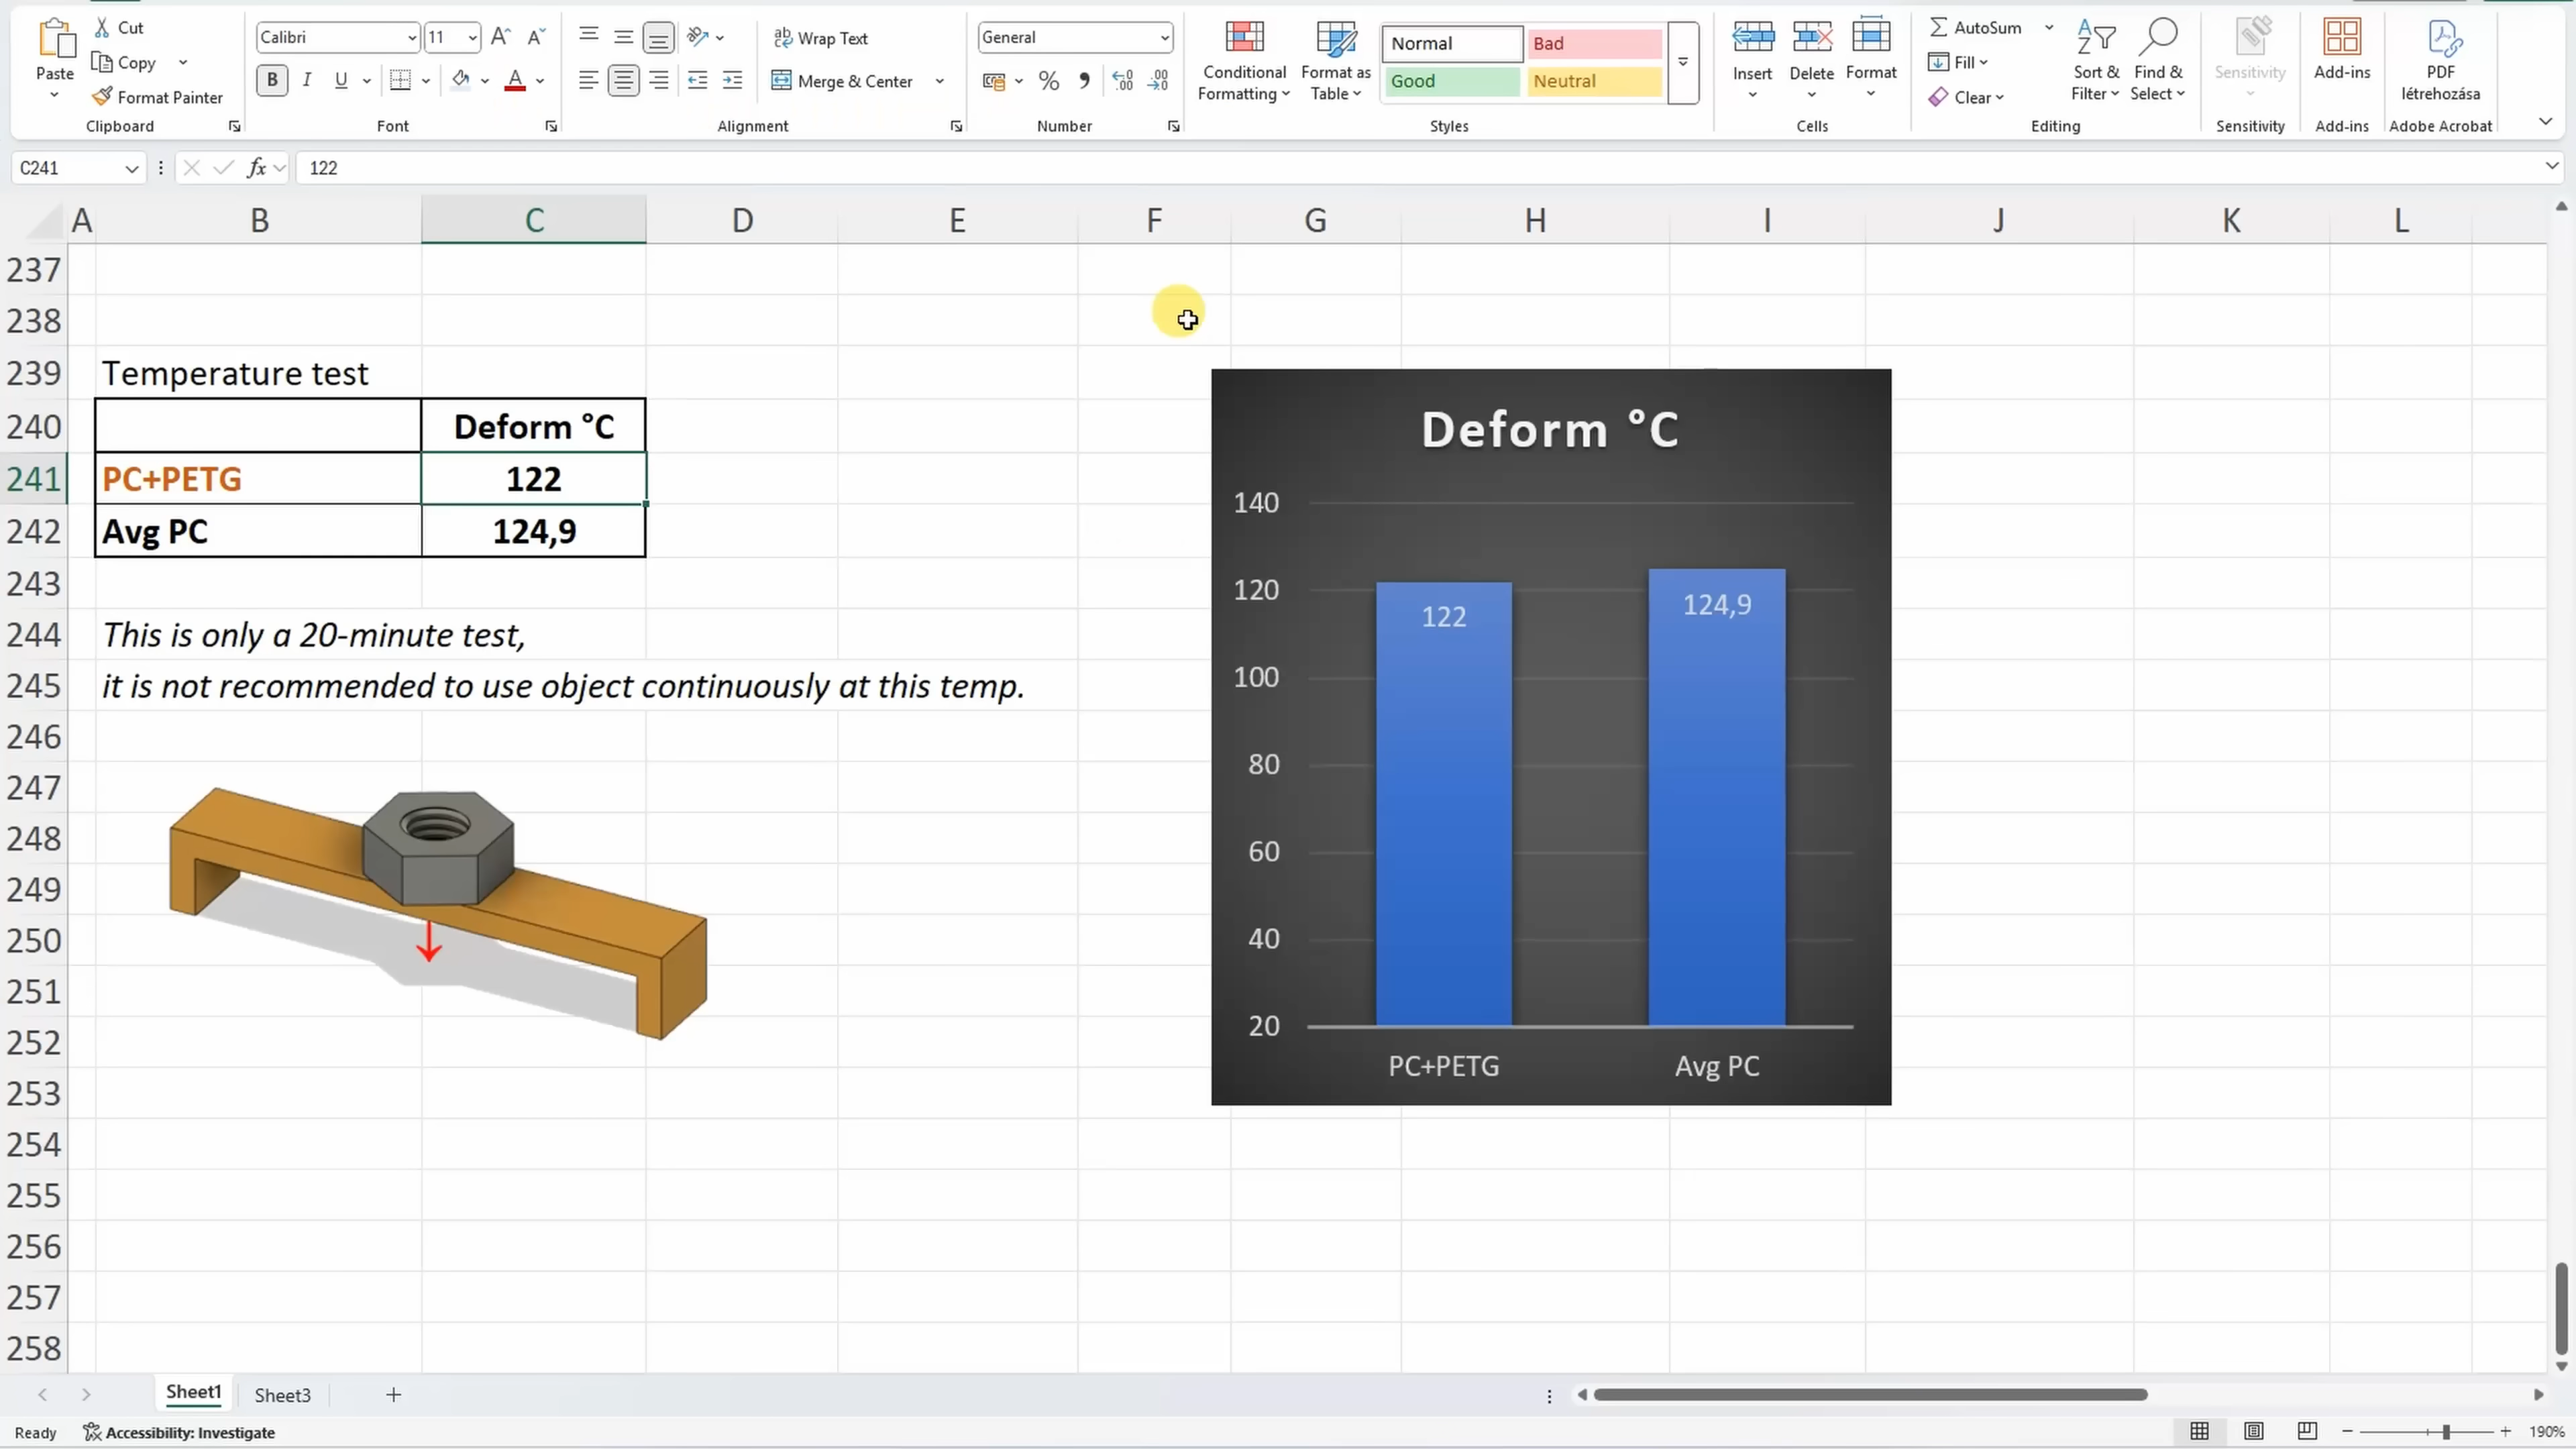 Paste
Cut
Copy
Format Painter
Clipboard
Calibri
11
B I U
Font
Wrap Text
Merge & Center
Alignment
General
%
Number
Conditional
Formatting
Format as
Table
Normal
Bad
Good
Neutral
Styles
Insert
Delete
Format
Cells
AutoSum
Fill
Clear
Sort &
Filter
Find &
Select
Editing
Sensitivity
Sensitivity
Add-ins
Add-ins
PDF
létrehozása
Adobe Acrobat
C241
fx
122
A B C D E F G H I J K L
237
238
239 Temperature test
240 Deform °C
241 PC+PETG 122
242 Avg PC 124,9
243
244 This is only a 20-minute test,
245 it is not recommended to use object continuously at this temp.
246
247
248
249
250
251
252
253
254
255
256
257
258
Deform °C
140
120
100
80
60
40
20
122
124,9
PC+PETG
Avg PC
Sheet1
Sheet3
Ready
Accessibility: Investigate
190%